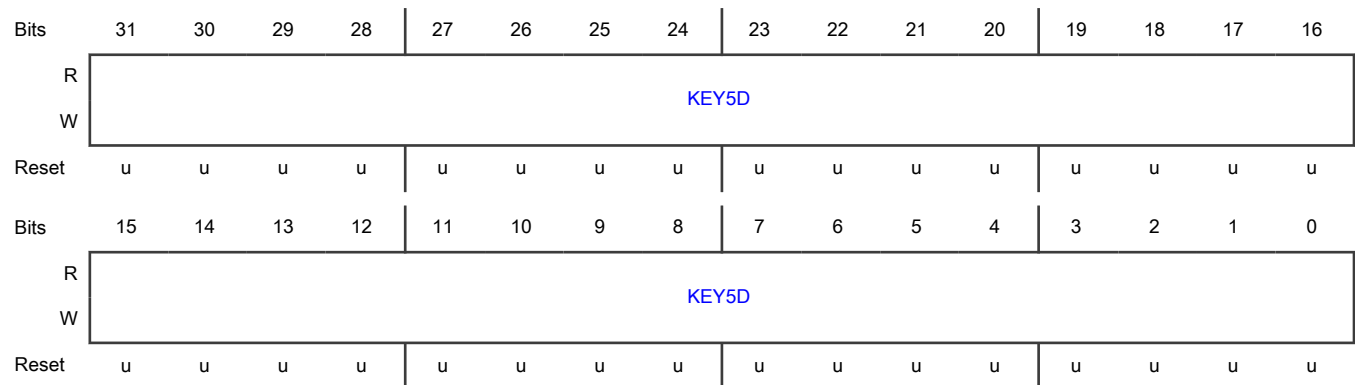 Bits 31 30 29 28 27 26 25 24 23 22 21 20 19 18 17 16
R
KEY5D
W
Reset u u u u u u u u u u u u u u u u
Bits 15 14 13 12 11 10 9 8 7 6 5 4 3 2 1 0
R
KEY5D
W
Reset u u u u u u u u u u u u u u u u